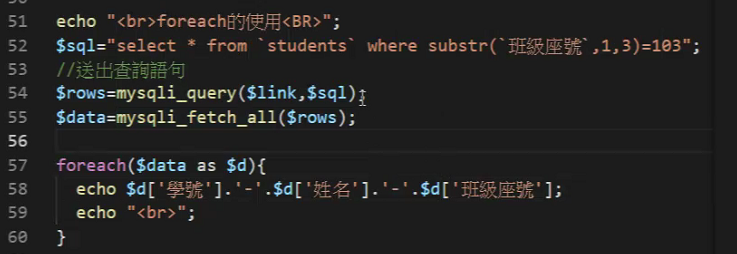 51 echo "<br>foreach的使用<BR>";
52 $sql="select * from `students` where substr(`班級座號`,1,3)=103";
53 //送出查詢語句
54 $rows=mysqli_query($link,$sql);
55 $data=mysqli_fetch_all($rows);
56
57 foreach($data as $d){
58 echo $d['學號'].'-'.$d['姓名'].'-'.$d['班級座號'];
59 echo "<br>";
60 }